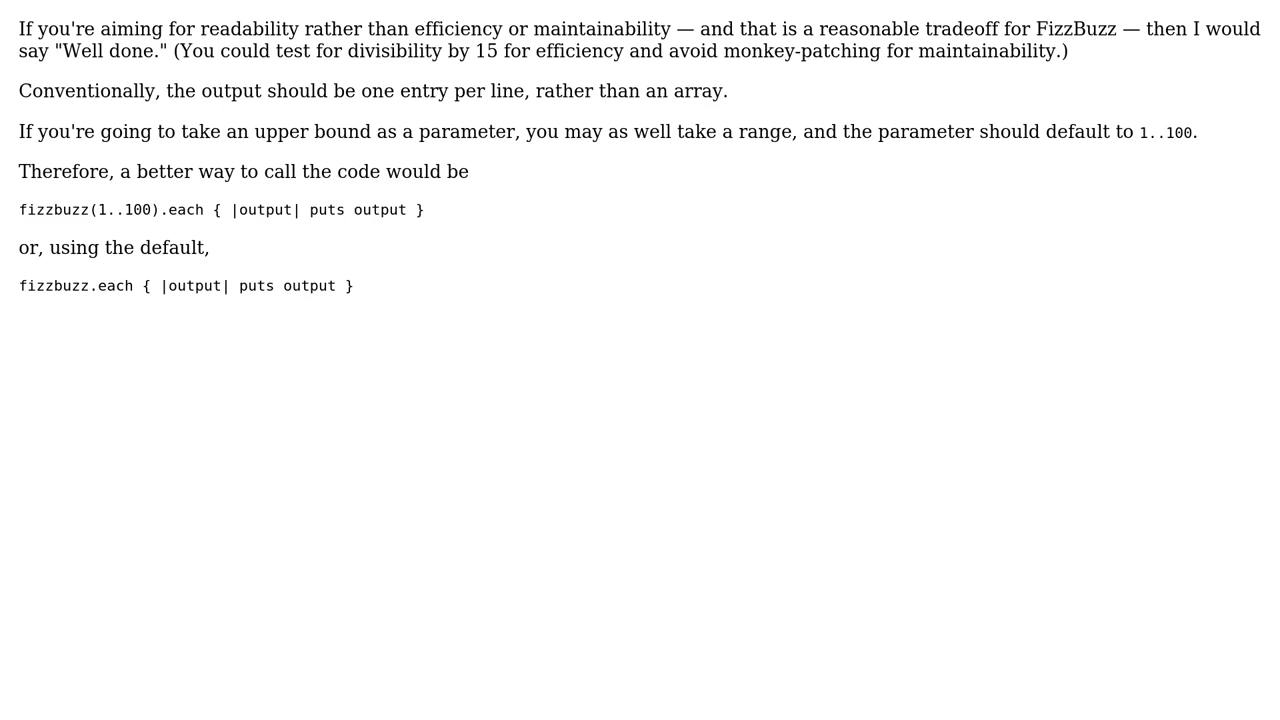 If you're aiming for readability rather than efficiency or maintainability — and that is a reasonable tradeoff for FizzBuzz — then I would
say "Well done." (You could test for divisibility by 15 for efficiency and avoid monkey-patching for maintainability.)
Conventionally, the output should be one entry per line, rather than an array.
If you're going to take an upper bound as a parameter, you may as well take a range, and the parameter should default to 1..100.
Therefore, a better way to call the code would be
fizzbuzz(1..100).each { |output| puts output }
or, using the default,
fizzbuzz.each { |output| puts output }